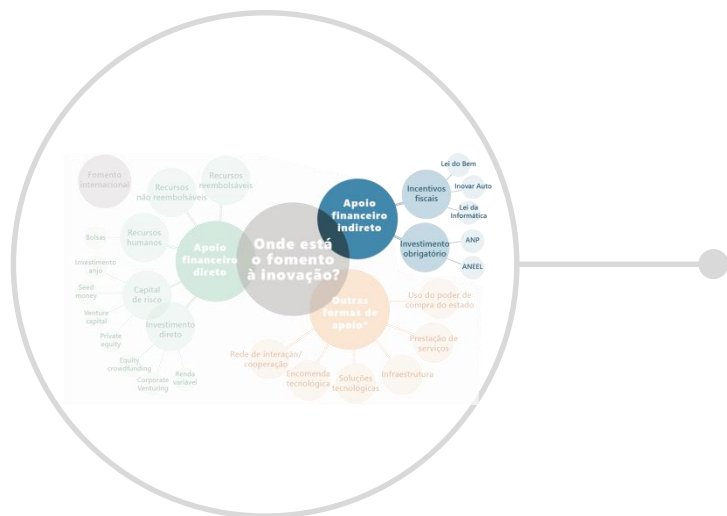 Fomento
internacional
Recursos
não reembolsáveis
Recursos
reembolsáveis
Bolsas
Recursos
humanos
Investimento
anjo
Seed
money
Venture
capital
Private
equity
Equity
crowdfunding
Corporate
Venturing
Renda
variável
Capital
de risco
Investimento
direto
Apoio
financeiro
direto
Onde está
o fomento
à inovação?
Apoio
financeiro
indireto
Incentivos
fiscais
Lei do Bem
Inovar Auto
Lei da
Informática
Investimento
obrigatório
ANP
ANEEL
Outras
formas de
apoio*
Uso do poder de
compra do estado
Prestação de
serviços
Infraestrutura
Soluções
tecnológicas
Encomenda
tecnológica
Rede de interação/
cooperação